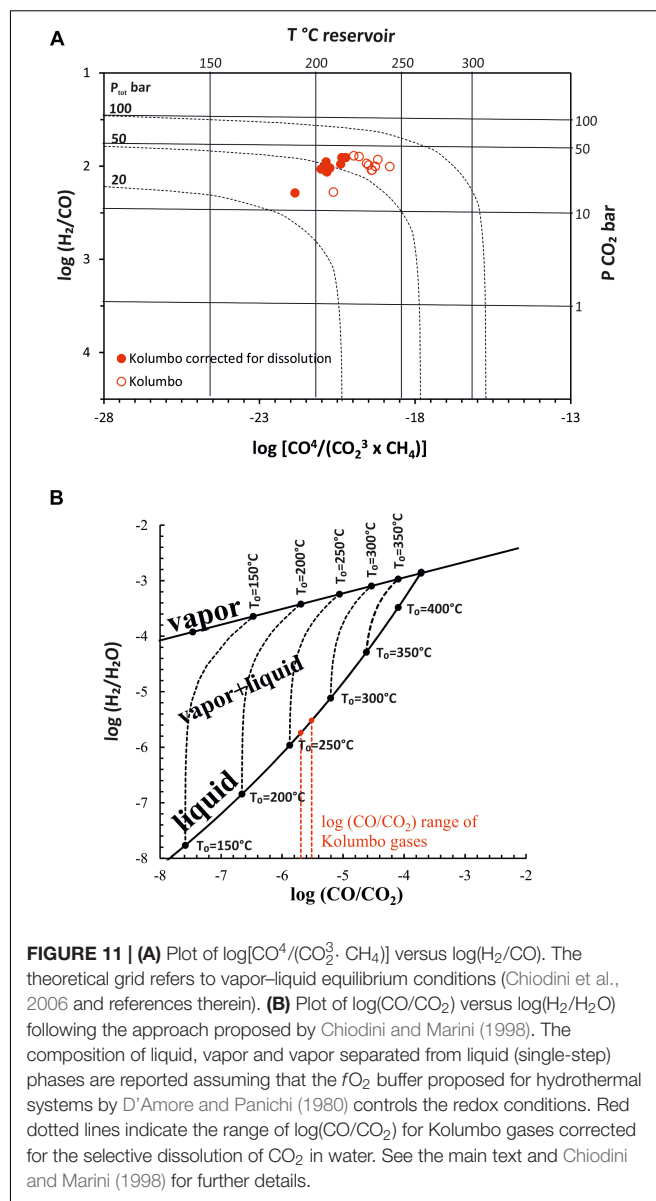 A
T °C reservoir
150 200 250 300
1
P_tot bar
100
100
50
50
2
20
10
log (H₂/CO)
P CO₂ bar
3
1
Kolumbo corrected for dissolution
4
Kolumbo
-28 -23 -18 -13
log [CO⁴/(CO₂³ x CH₄)]
B
-2
T₀=150°C
T₀=200°C
T₀=250°C
T₀=300°C
T₀=350°C
-3
vapor
T₀=400°C
-4
T₀=350°C
log (H₂/H₂O)
vapor+liquid
-5
T₀=300°C
-6
T₀=250°C
liquid
T₀=200°C
-7
log (CO/CO₂) range of
Kolumbo gases
T₀=150°C
-8
-8 -7 -6 -5 -4 -3 -2
log (CO/CO₂)
FIGURE 11 | (A) Plot of log[CO⁴/(CO₂³· CH₄)] versus log(H₂/CO). The
theoretical grid refers to vapor–liquid equilibrium conditions (Chiodini et al.,
2006 and references therein). (B) Plot of log(CO/CO₂) versus log(H₂/H₂O)
following the approach proposed by Chiodini and Marini (1998). The
composition of liquid, vapor and vapor separated from liquid (single-step)
phases are reported assuming that the fO₂ buffer proposed for hydrothermal
systems by D'Amore and Panichi (1980) controls the redox conditions. Red
dotted lines indicate the range of log(CO/CO₂) for Kolumbo gases corrected
for the selective dissolution of CO₂ in water. See the main text and Chiodini
and Marini (1998) for further details.